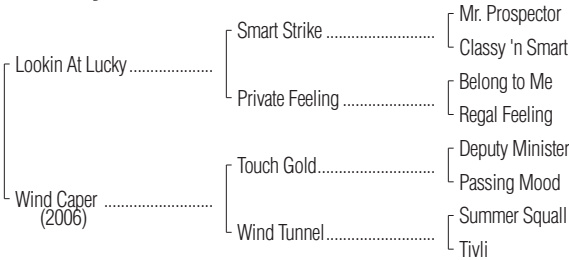 Mr. Prospector
Smart Strike ......................
Classy 'n Smart
Lookin At Lucky...................
Belong to Me
Private Feeling ...................
Regal Feeling
Deputy Minister
Touch Gold.........................
Passing Mood
Wind Caper ........................
(2006)
Summer Squall
Wind Tunnel.......................
Tivli